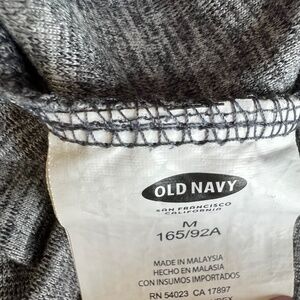 OLD NAVY
SAN FRANCISCO
CALIFORNIA
M
165/92A
MADE IN MALAYSIA
HECHO EN MALASIA
CON INSUMOS IMPORTADOS
RN 54023 CA 17897